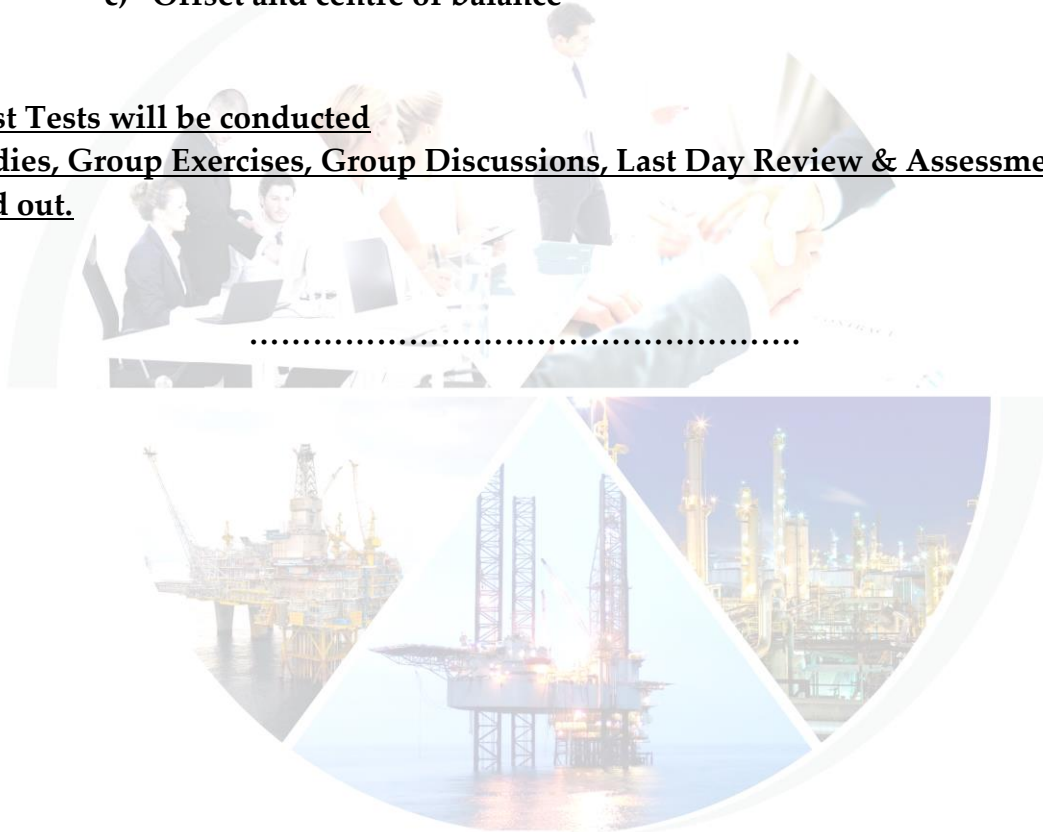 c) Offset and centre of balance
st Tests will be conducted
dies, Group Exercises, Group Discussions, Last Day Review & Assessme
d out.
……………………………………………….
CONTRACT